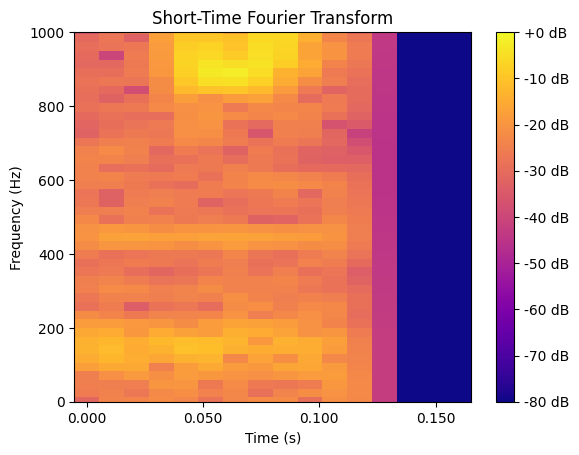 Short-Time Fourier Transform
Frequency (Hz)
1000
800
600
400
200
0
0.000
0.050
0.100
0.150
Time (s)
+0 dB
-10 dB
-20 dB
-30 dB
-40 dB
-50 dB
-60 dB
-70 dB
-80 dB